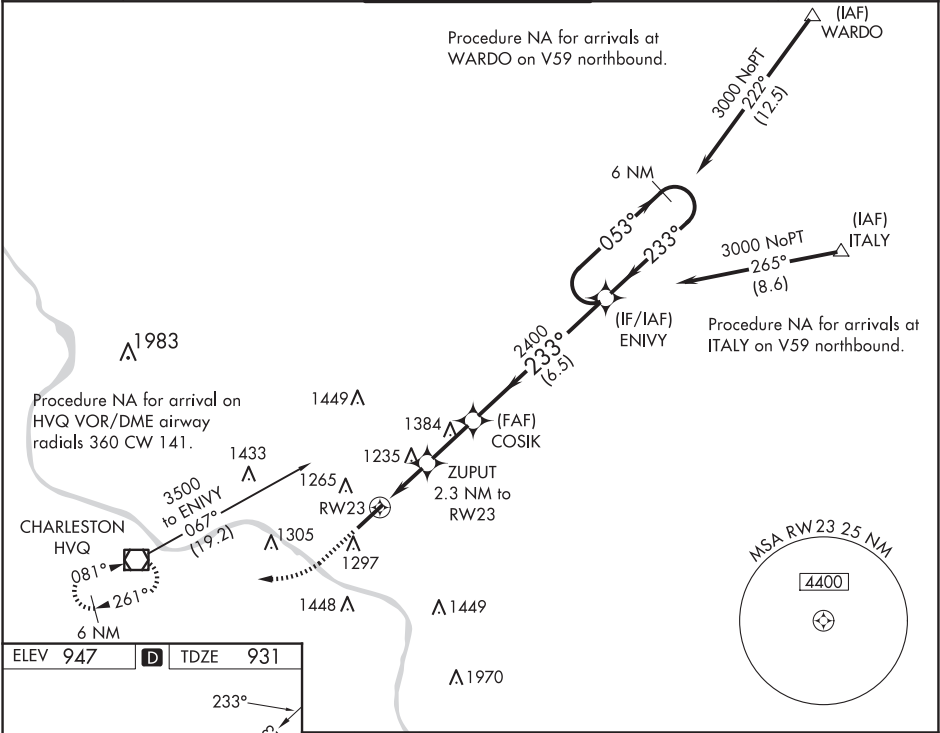 (IAF)
WARDO
Procedure NA for arrivals at
WARDO on V59 northbound.
3000 NoPT
222°
(12.5)
6 NM
053°
233°
(IAF)
ITALY
3000 NoPT
265°
(8.6)
(IF/IAF)
ENIVY
Procedure NA for arrivals at
ITALY on V59 northbound.
2400
233°
(6.5)
1983
Procedure NA for arrival on
HVQ VOR/DME airway
radials 360 CW 141.
1449
1384
(FAF)
COSIK
1235
ZUPUT
2.3 NM to
RW23
1433
1265
RW23
3500
to ENIVY
067°
(19.2)
CHARLESTON
HVQ
1305
1297
081°
261°
6 NM
1448
1449
1970
MSA RW23 25 NM
4400
ELEV 947 D TDZE 931
233°